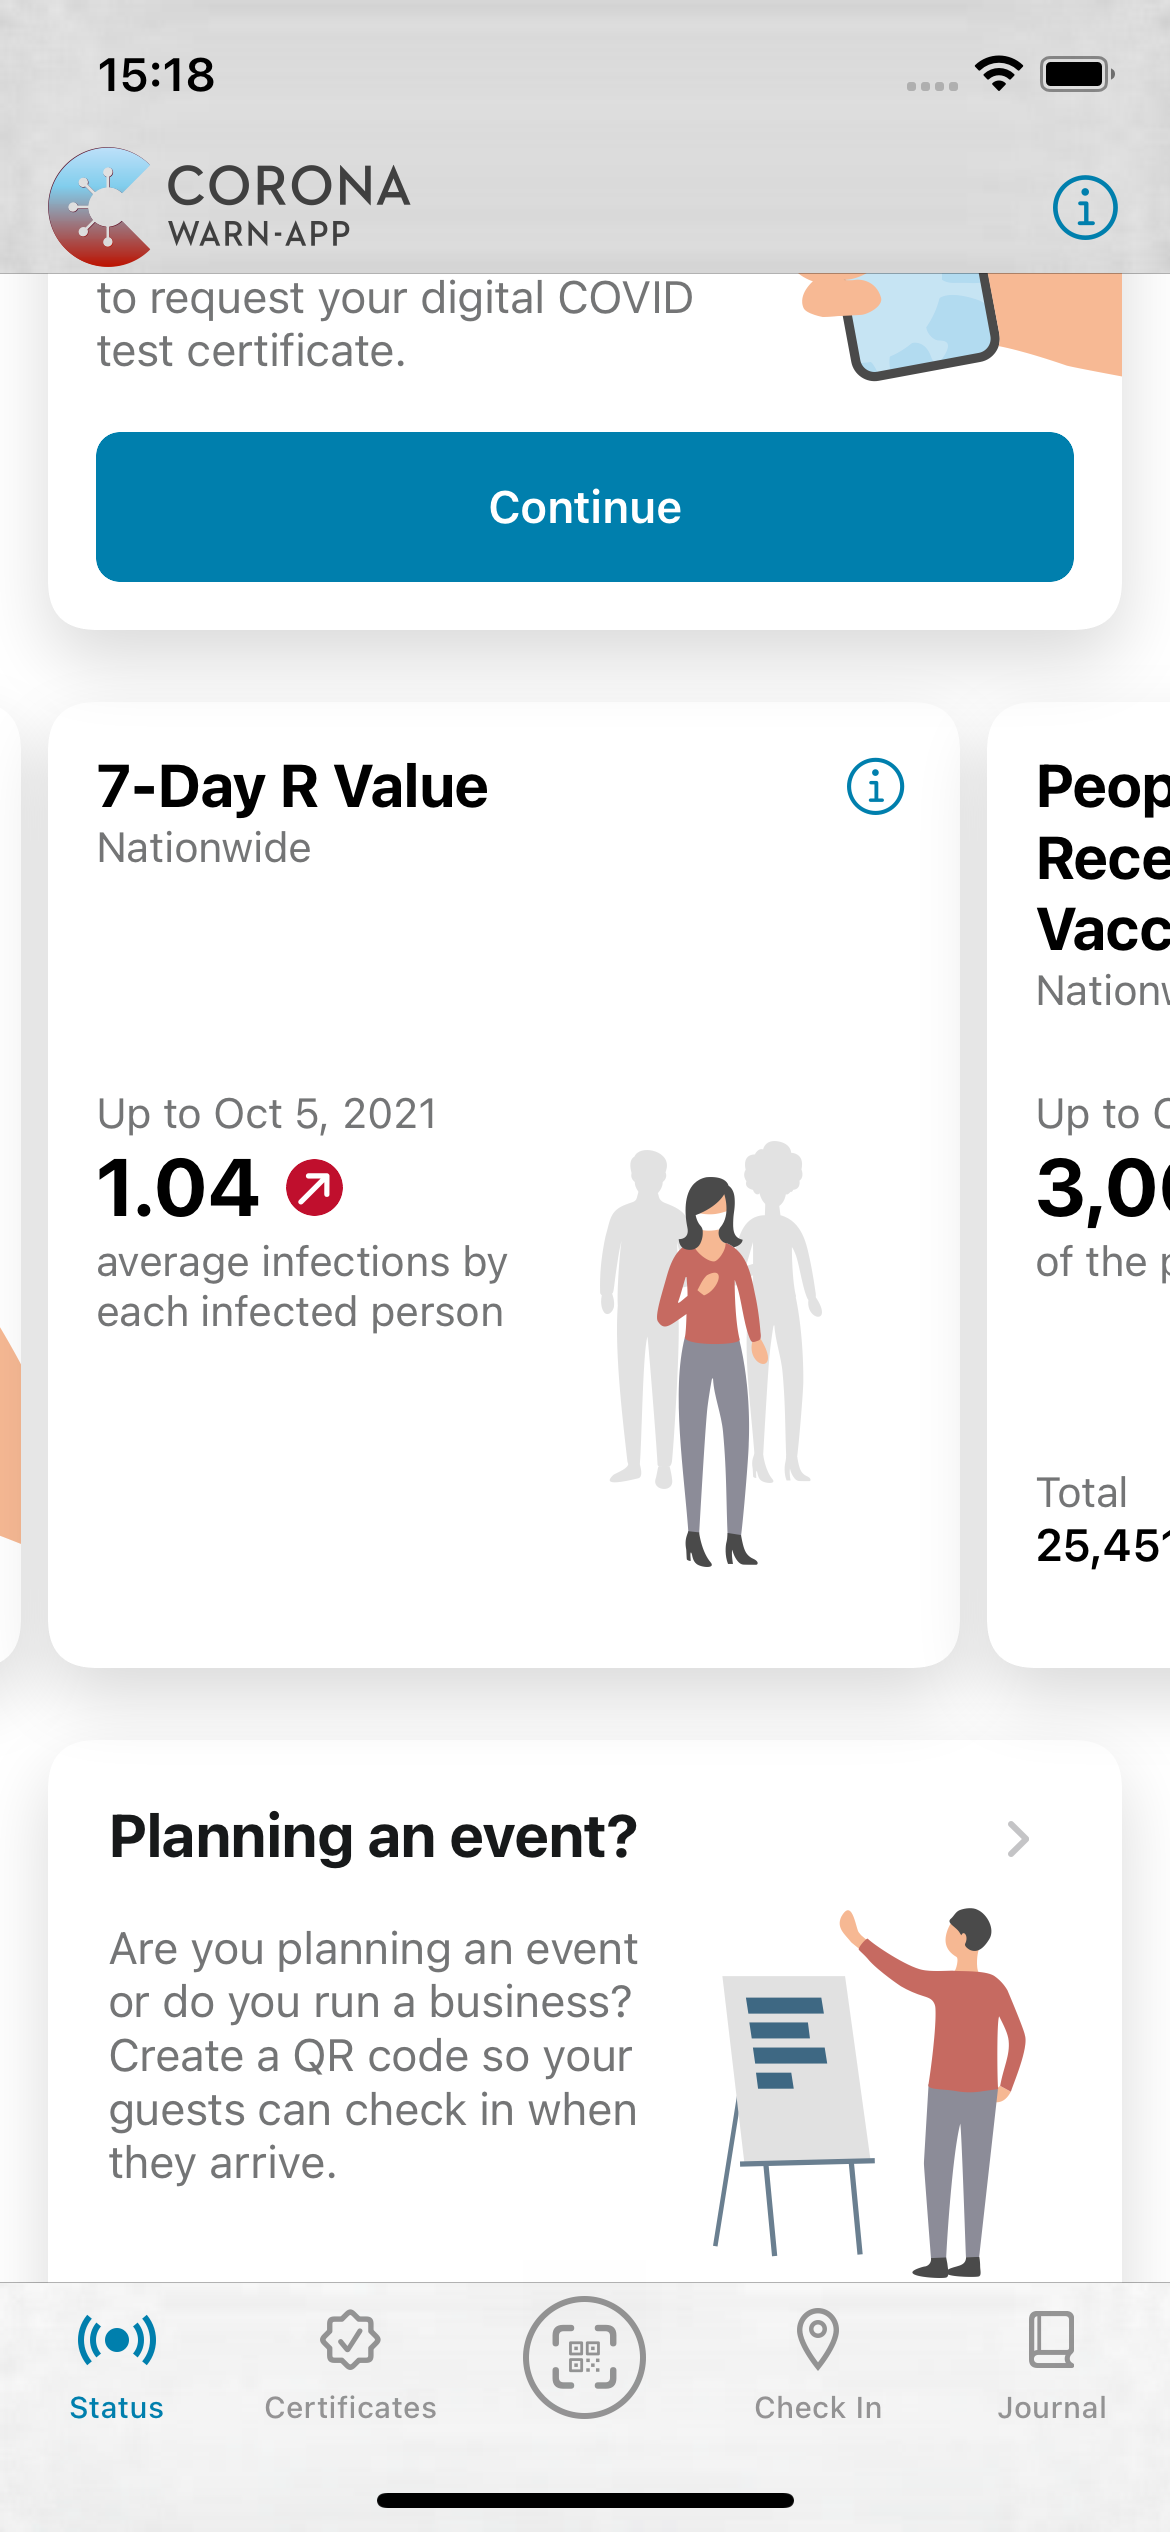 15:18
CORONA
WARN-APP
to request your digital COVID
test certificate.
Continue
7-Day R Value
Nationwide
Up to Oct 5, 2021
1.04
average infections by
each infected person
Peop
Rece
Vacc
Nationw
Up to
3,0
of the
Total
25,451
Planning an event?
Are you planning an event
or do you run a business?
Create a QR code so your
guests can check in when
they arrive.
Status
Certificates
Check In
Journal